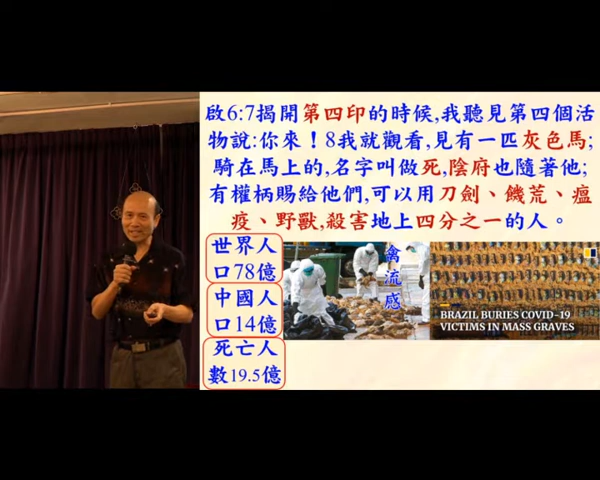 啟6:7揭開第四印的時候,我聽見第四個活
物說:你來！8我就觀看,見有一匹灰色馬;
騎在馬上的,名字叫做死,陰府也隨著他;
有權柄賜給他們,可以用刀劍、饑荒、瘟
疫、野獸,殺害地上四分之一的人。
世界人
口78億
中國人
口14億
死亡人
數19.5億
禽流感
BRAZIL BURIES COVID-19
VICTIMS IN MASS GRAVES